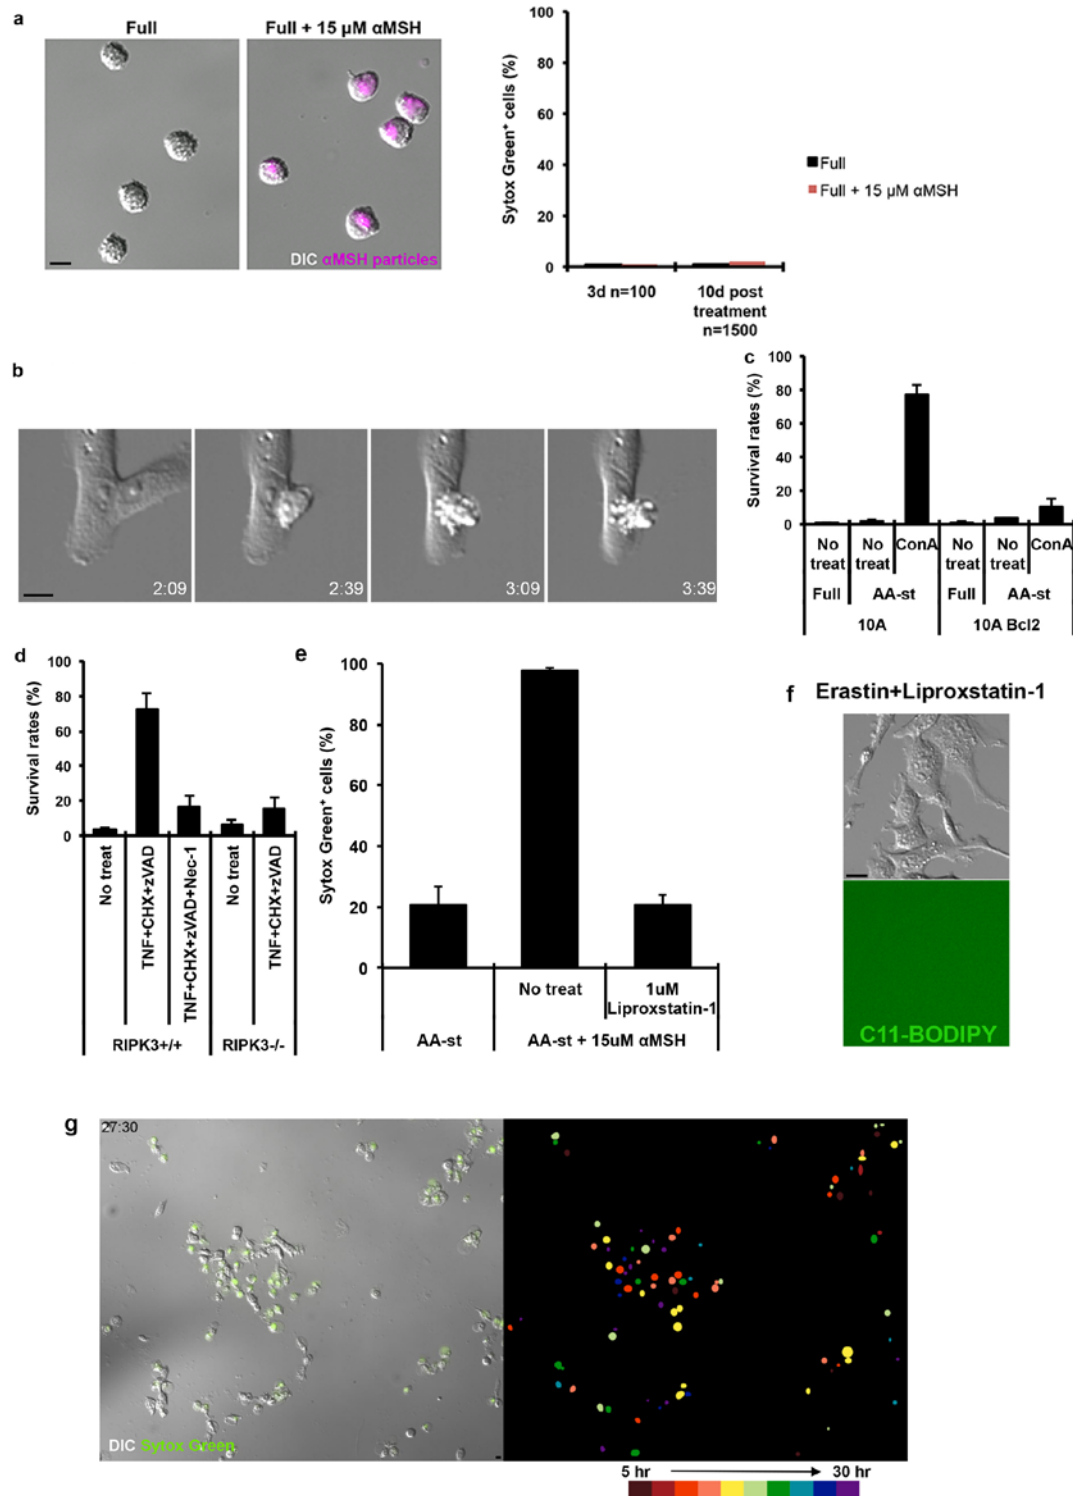 a
Full
Full + 15 µM αMSH
DIC αMSH particles
Sytox Green⁺ cells (%)
100
80
60
40
20
0
3d n=100
10d post
treatment
n=1500
Full
Full + 15 µM αMSH
b
2:09
2:39
3:09
3:39
c
Survival rates (%)
100
80
60
40
20
0
No treat
No treat
ConA
No treat
No treat
ConA
Full
AA-st
Full
AA-st
10A
10A Bcl2
d
Survival rates (%)
100
80
60
40
20
0
No treat
TNF+CHX+zVAD
TNF+CHX+zVAD+Nec-1
No treat
TNF+CHX+zVAD
RIPK3+/+
RIPK3-/-
e
Sytox Green⁺ cells (%)
100
80
60
40
20
0
No treat
1uM
Liproxstatin-1
AA-st
AA-st + 15uM αMSH
f
Erastin+Liproxstatin-1
C11-BODIPY
g
27:30
DIC Sytox Green
5 hr
30 hr